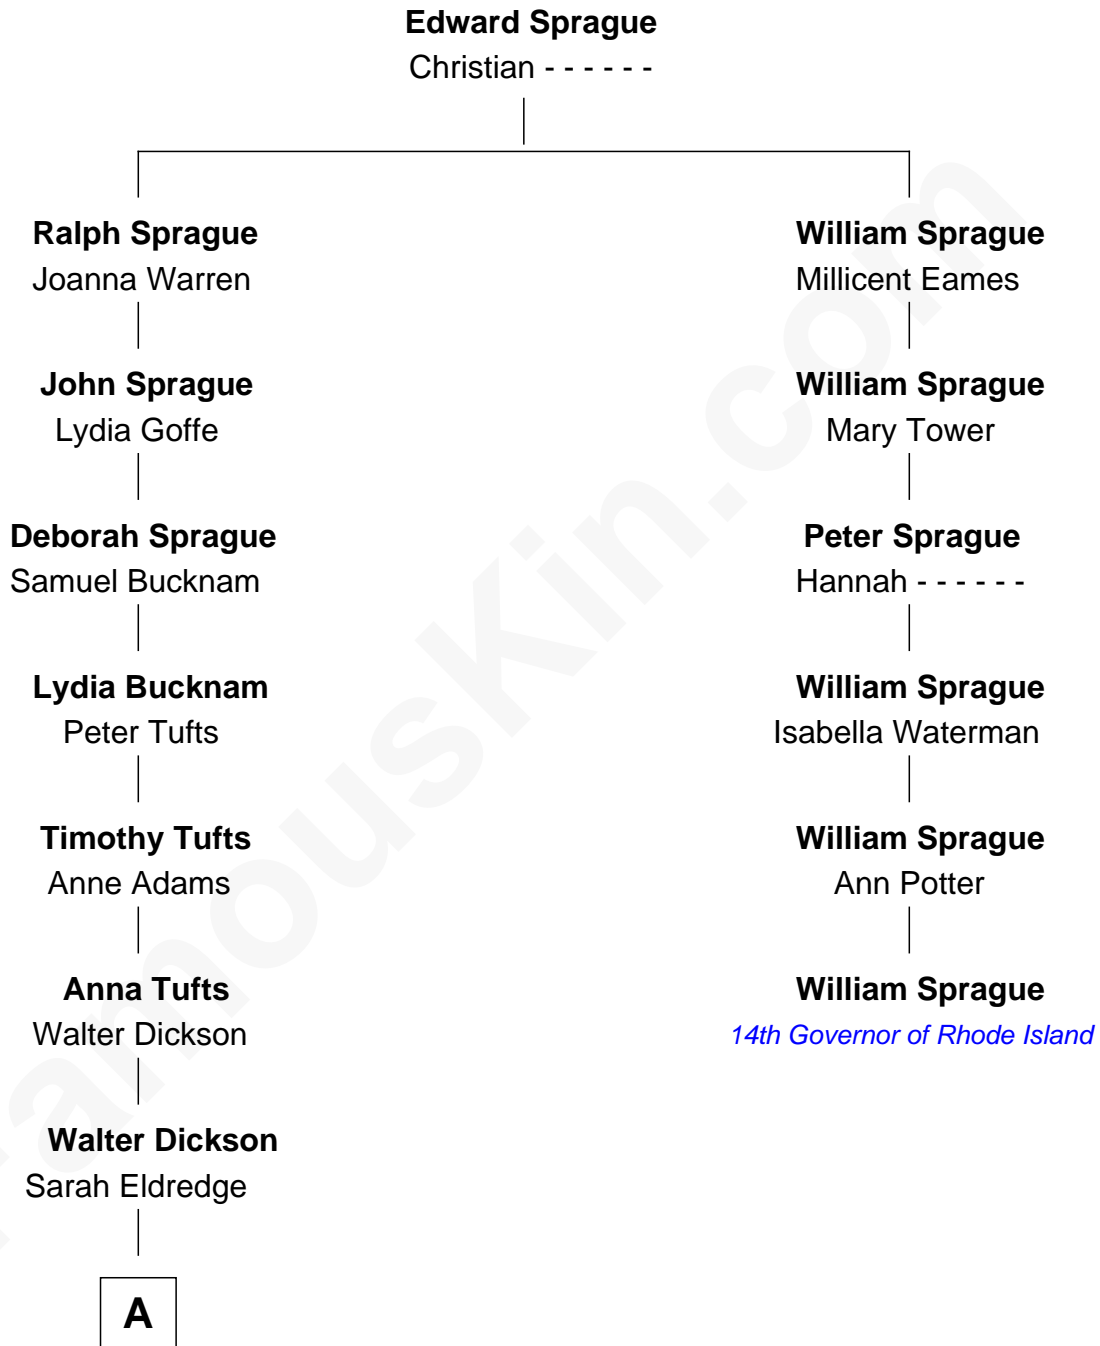 Edward Sprague
Christian - - - - - -
Ralph Sprague
Joanna Warren
William Sprague
Millicent Eames
John Sprague
Lydia Goffe
William Sprague
Mary Tower
Deborah Sprague
Samuel Bucknam
Peter Sprague
Hannah - - - - - -
Lydia Bucknam
Peter Tufts
William Sprague
Isabella Waterman
Timothy Tufts
Anne Adams
William Sprague
Ann Potter
Anna Tufts
Walter Dickson
William Sprague
14th Governor of Rhode Island
Walter Dickson
Sarah Eldredge
A
FamousKin.com